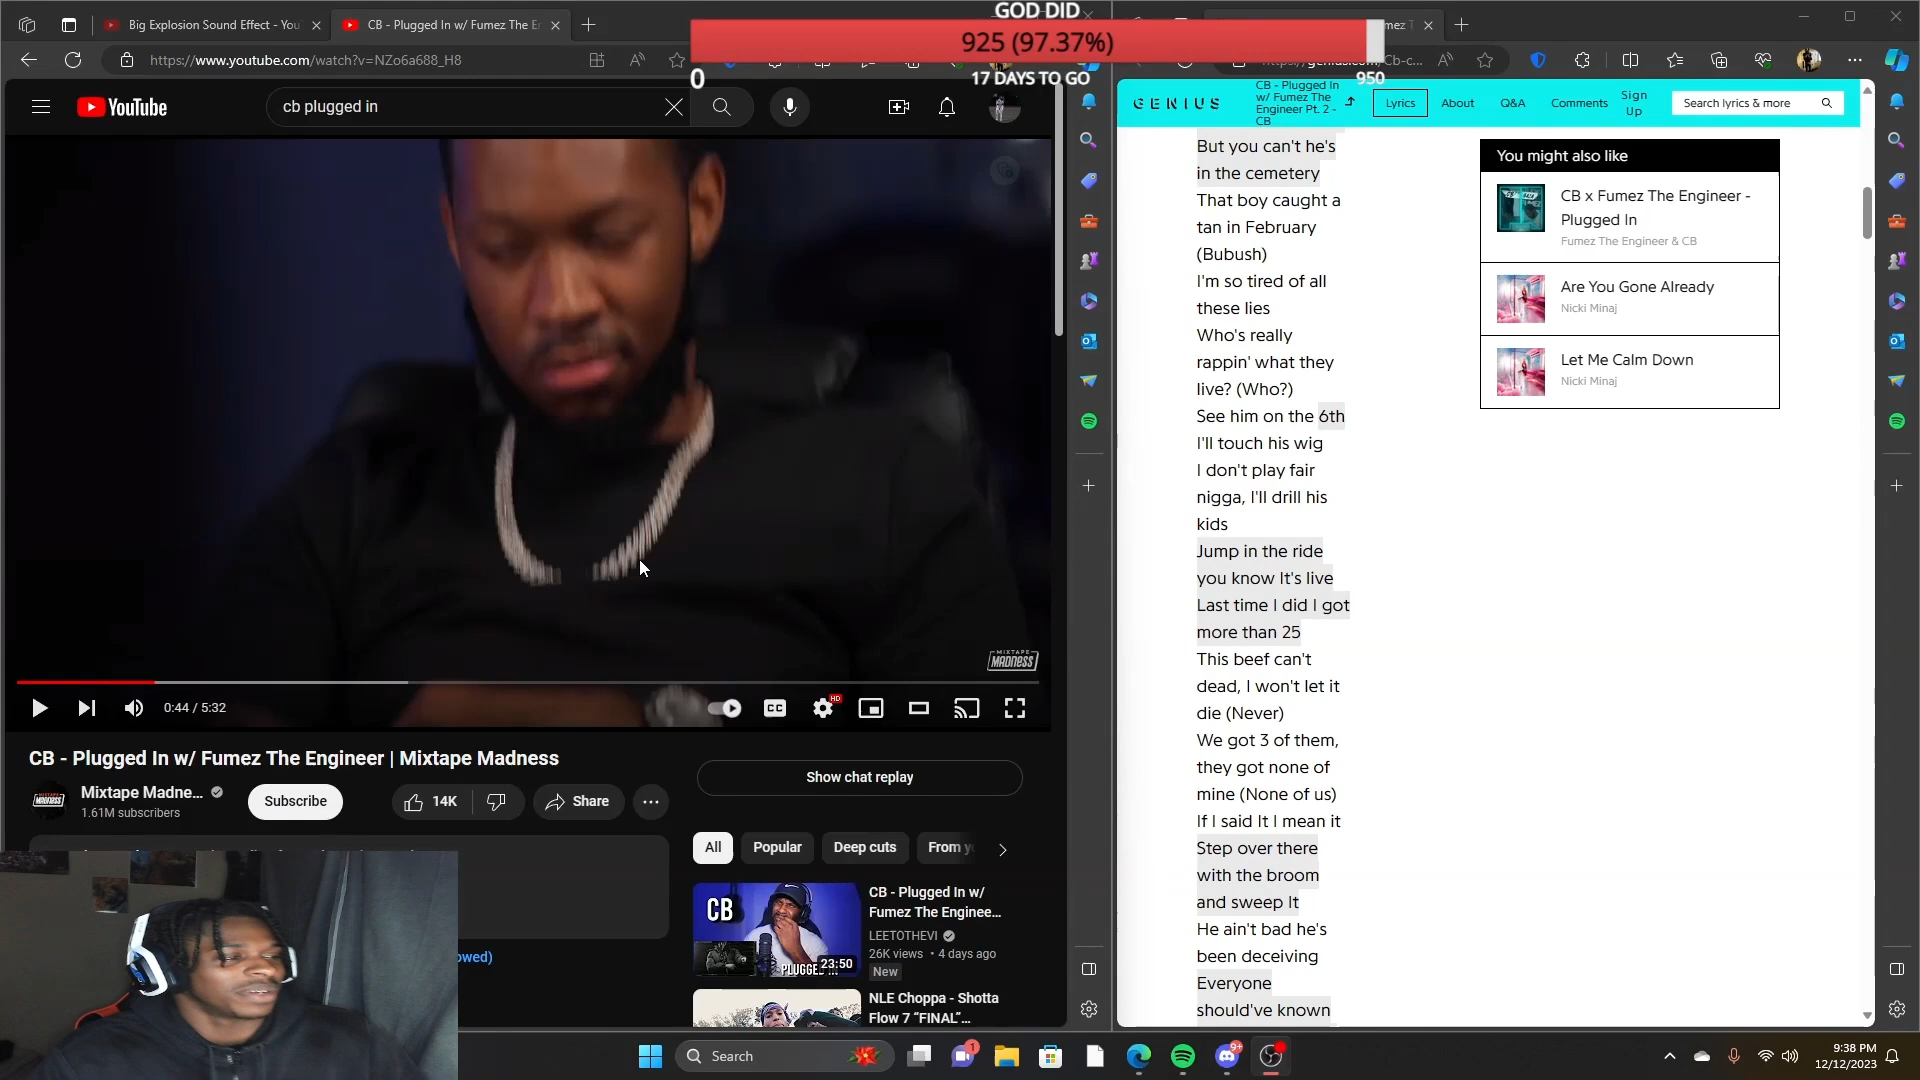 Big Explosion Sound Effect - You
CB - Plugged In w/ Fumez The E
GOD DID
925 (97.37%)
0
17 DAYS TO GO
950
https://www.youtube.com/watch?v=NZo6a688_H8
YouTube
cb plugged in
MIXTAPE
MADNESS
0:44 / 5:32
CC
HD
CB - Plugged In w/ Fumez The Engineer | Mixtape Madness
Mixtape Madne...
1.61M subscribers
Subscribe
14K
Share
Show chat replay
All
Popular
Deep cuts
From
owed)
CB
PLUGGED
23:50
CB - Plugged In w/
Fumez The Enginee...
LEETOTHEVI
26K views • 4 days ago
New
NLE Choppa - Shotta
Flow 7 “FINAL”...
GENIUS
CB - Plugged In
w/ Fumez The
Engineer Pt. 2 -
CB
Lyrics
About
Q&A
Comments
Sign
Up
Search lyrics & more
But you can't he's
in the cemetery
That boy caught a
tan in February
(Bubush)
I'm so tired of all
these lies
Who's really
rappin' what they
live? (Who?)
See him on the 6th
I'll touch his wig
I don't play fair
nigga, I'll drill his
kids
Jump in the ride
you know It's live
Last time I did I got
more than 25
This beef can't
dead, I won't let it
die (Never)
We got 3 of them,
they got none of
mine (None of us)
If I said It I mean it
Step over there
with the broom
and sweep It
He ain't bad he's
been deceiving
Everyone
should've known
You might also like
CB x Fumez The Engineer -
Plugged In
Fumez The Engineer & CB
Are You Gone Already
Nicki Minaj
Let Me Calm Down
Nicki Minaj
Search
1
9+
9:38 PM
12/12/2023